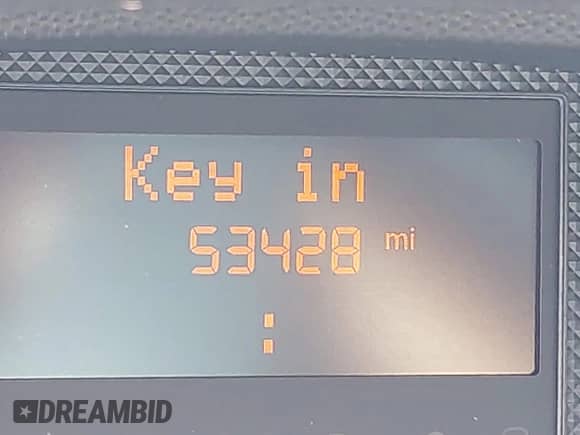 Key in
53428 mi
:
DREAMBID